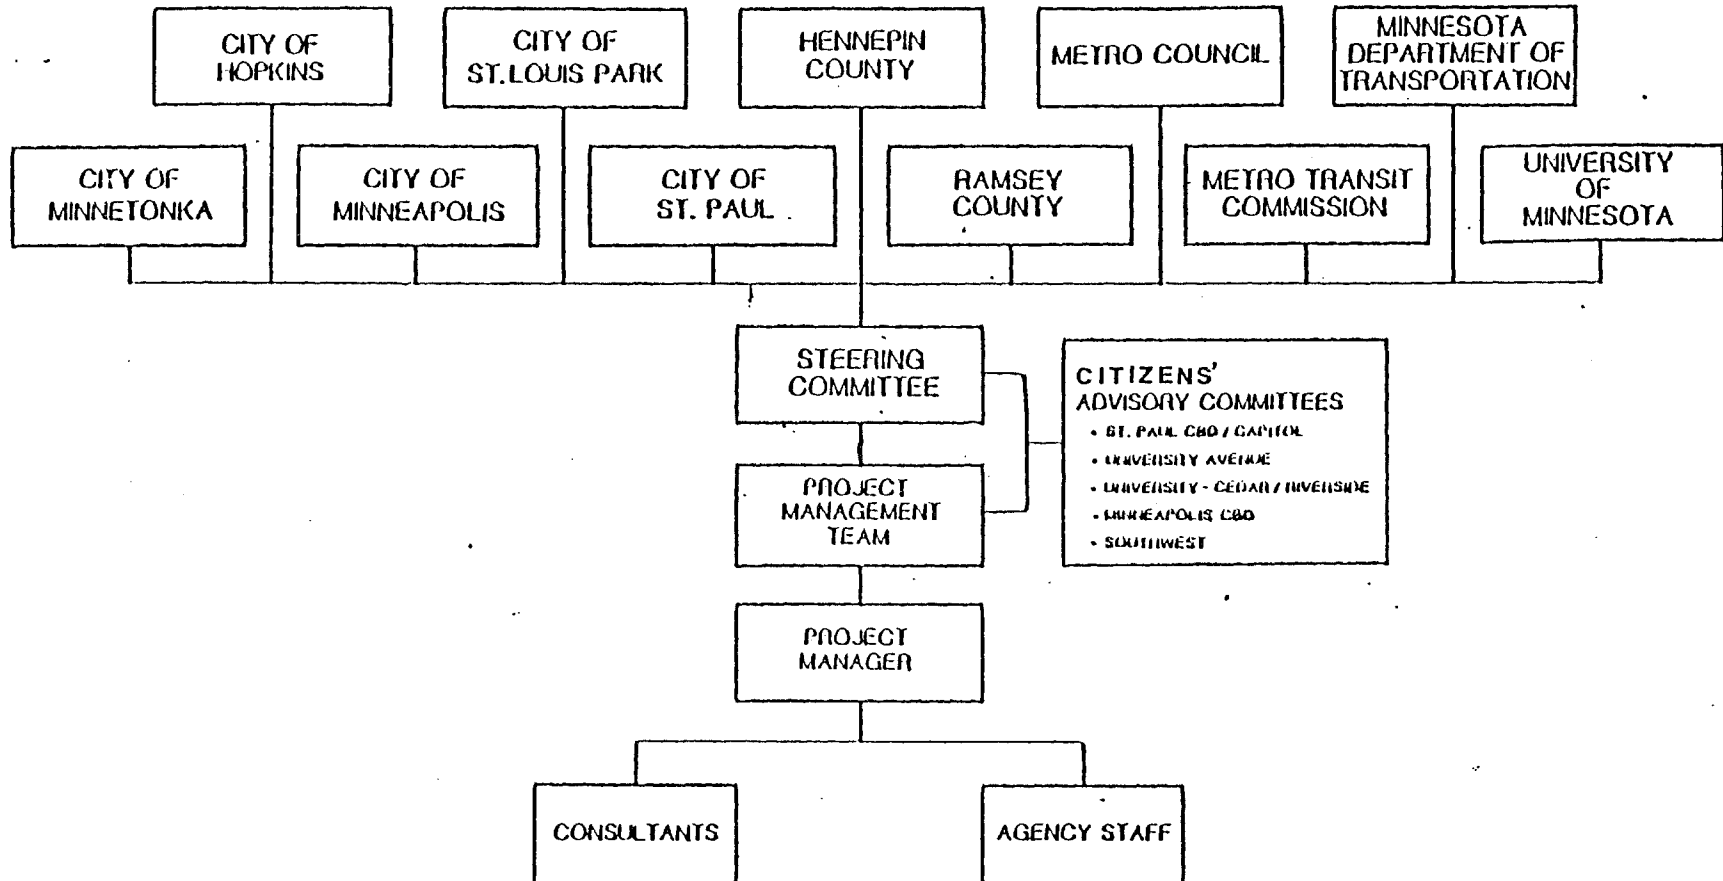 CITY OF
HOPKINS
CITY OF
ST. LOUIS PARK
HENNEPIN
COUNTY
METRO COUNCIL
MINNESOTA
DEPARTMENT OF
TRANSPORTATION
CITY OF
MINNETONKA
CITY OF
MINNEAPOLIS
CITY OF
ST. PAUL
RAMSEY
COUNTY
METRO TRANSIT
COMMISSION
UNIVERSITY
OF
MINNESOTA
STEERING
COMMITTEE
CITIZENS'
ADVISORY COMMITTEES
• ST. PAUL CBD / CAPITOL
• UNIVERSITY AVENUE
• UNIVERSITY - CEDAR / RIVERSIDE
• MINNEAPOLIS CBD
• SOUTHWEST
PROJECT
MANAGEMENT
TEAM
PROJECT
MANAGER
CONSULTANTS
AGENCY STAFF